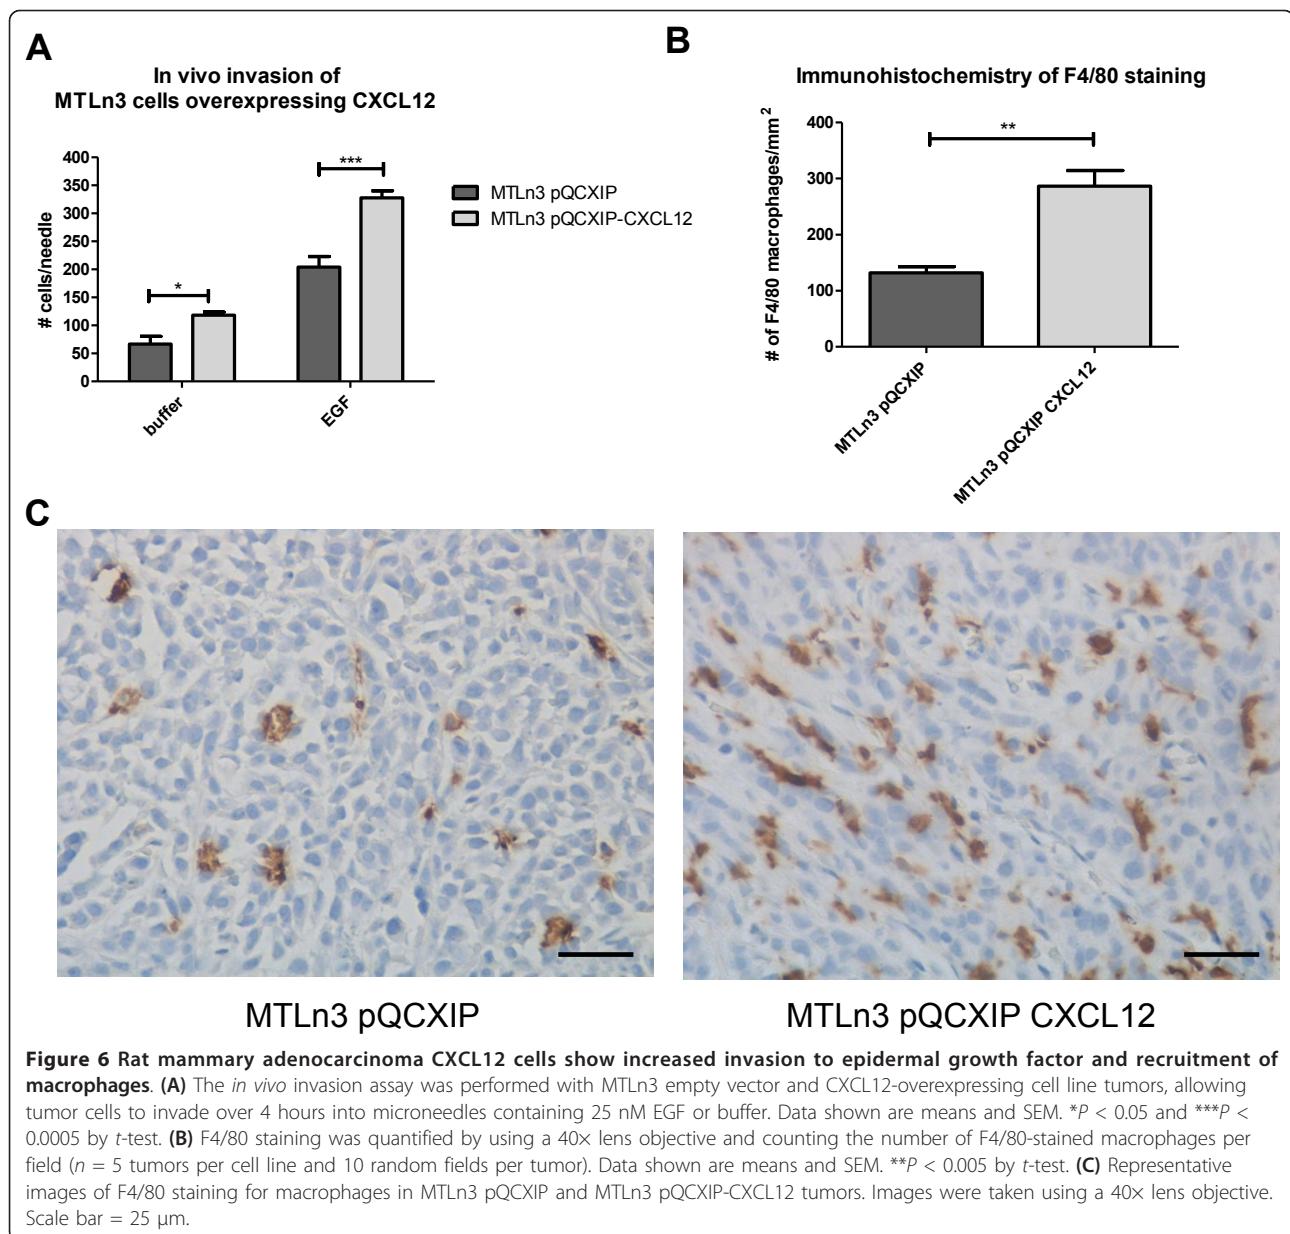 A
In vivo invasion of
MTLn3 cells overexpressing CXCL12
# cells/needle
400
350
300
250
200
150
100
50
0
*
***
buffer
EGF
MTLn3 pQCXIP
MTLn3 pQCXIP-CXCL12
B
Immunohistochemistry of F4/80 staining
# of F4/80 macrophages/mm²
400
300
200
100
0
**
MTLn3 pQCXIP
MTLn3 pQCXIP CXCL12
C
MTLn3 pQCXIP
MTLn3 pQCXIP CXCL12
Figure 6 Rat mammary adenocarcinoma CXCL12 cells show increased invasion to epidermal growth factor and recruitment of
macrophages. (A) The in vivo invasion assay was performed with MTLn3 empty vector and CXCL12-overexpressing cell line tumors, allowing
tumor cells to invade over 4 hours into microneedles containing 25 nM EGF or buffer. Data shown are means and SEM. *P < 0.05 and ***P <
0.0005 by t-test. (B) F4/80 staining was quantified by using a 40× lens objective and counting the number of F4/80-stained macrophages per
field (n = 5 tumors per cell line and 10 random fields per tumor). Data shown are means and SEM. **P < 0.005 by t-test. (C) Representative
images of F4/80 staining for macrophages in MTLn3 pQCXIP and MTLn3 pQCXIP-CXCL12 tumors. Images were taken using a 40× lens objective.
Scale bar = 25 μm.